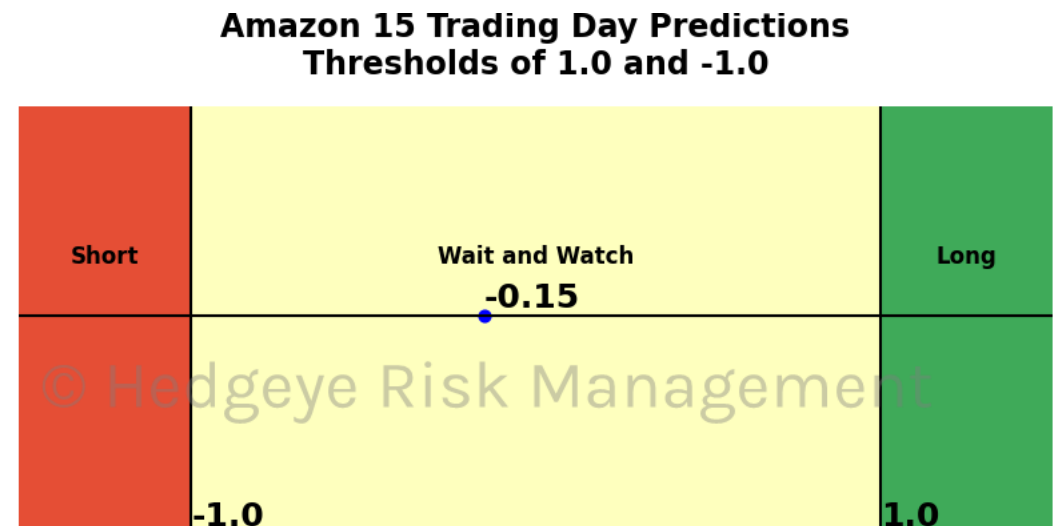 Amazon 15 Trading Day Predictions
Thresholds of 1.0 and -1.0
Short
Wait and Watch
Long
-0.15
© Hedgeye Risk Management
-1.0
1.0